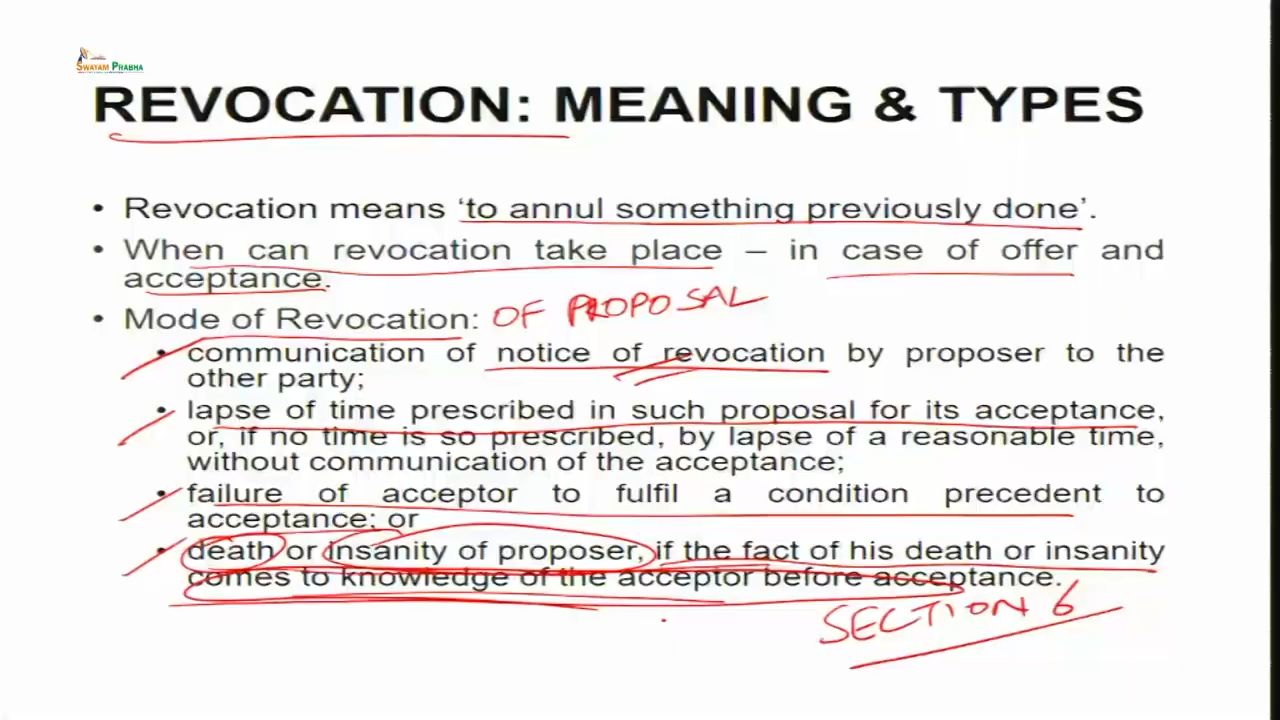 SWAYAM PRABHA
REVOCATION: MEANING & TYPES
• Revocation means ‘to annul something previously done’.
• When can revocation take place – in case of offer and
acceptance.
• Mode of Revocation: OF PROPOSAL
• communication of notice of revocation by proposer to the
other party;
• lapse of time prescribed in such proposal for its acceptance,
or, if no time is so prescribed, by lapse of a reasonable time,
without communication of the acceptance;
• failure of acceptor to fulfil a condition precedent to
acceptance; or
• death or insanity of proposer, if the fact of his death or insanity
comes to knowledge of the acceptor before acceptance.
SECTION 6